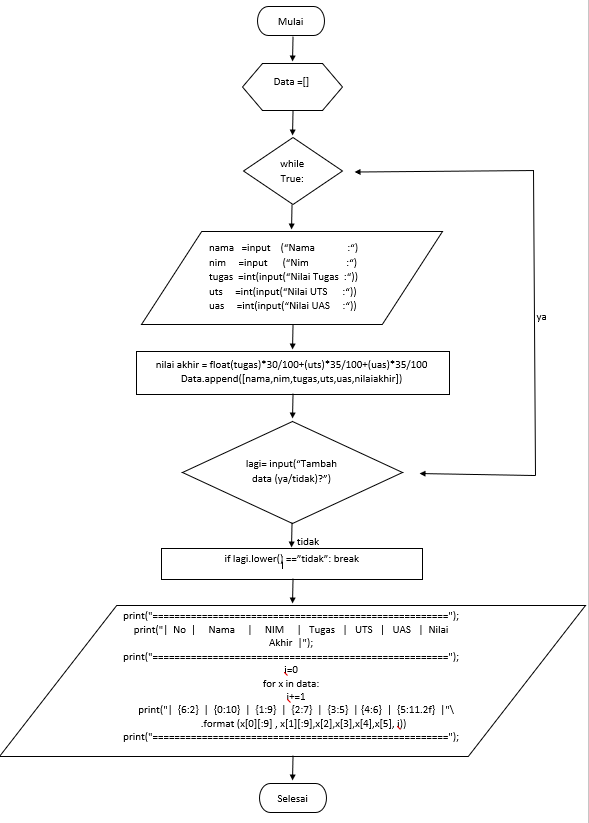 Mulai
Data =[]
while
True:
nama =input ("Nama :")
nim =input ("Nim :")
tugas =int(input("Nilai Tugas :"))
uts =int(input("Nilai UTS :"))
uas =int(input("Nilai UAS :"))
ya
nilai akhir = float(tugas)*30/100+(uts)*35/100+(uas)*35/100
Data.append([nama,nim,tugas,uts,uas,nilaiakhir])
lagi= input("Tambah
data (ya/tidak)?")
tidak
if lagi.lower() =="tidak": break
print("====================================================");
print("| No | Nama | NIM | Tugas | UTS | UAS | Nilai
Akhir |");
print("====================================================");
i=0
for x in data:
i+=1
print("| {6:2} | {0:10} | {1:9} | {2:7} | {3:5} | {4:6} | {5:11.2f} |"\
.format (x[0][:9] , x[1][:9],x[2],x[3],x[4],x[5], i))
print("====================================================");
Selesai